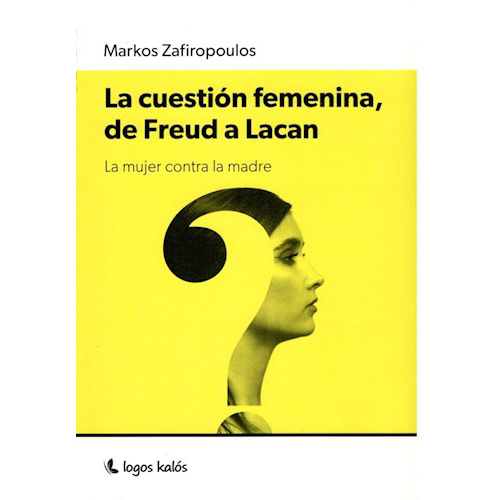 Markos Zafiropoulos
La cuestión femenina,
de Freud a Lacan
La mujer contra la madre
?
logos kalós